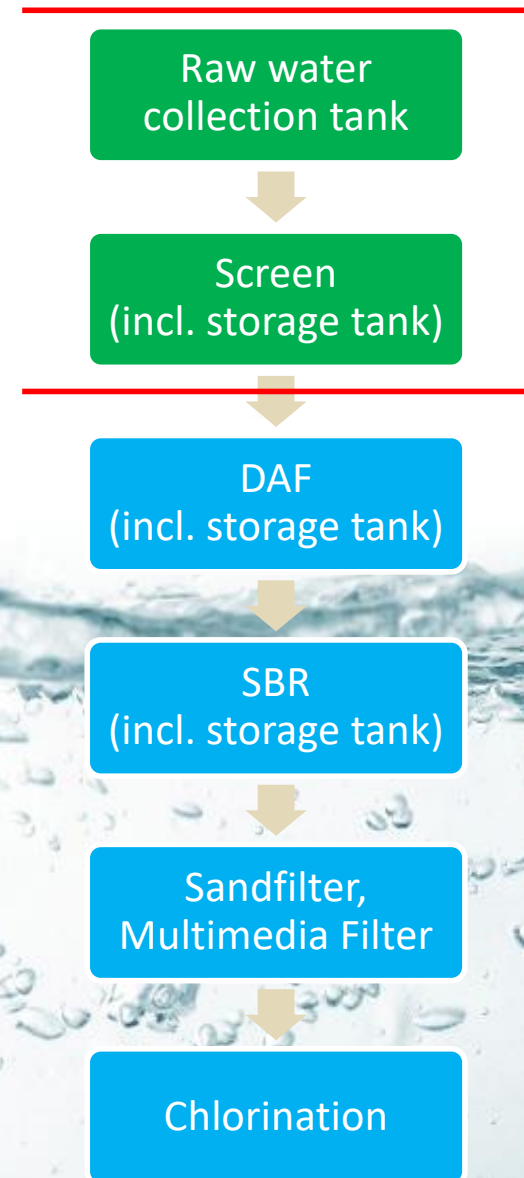 Raw water
collection tank
Screen
(incl. storage tank)
DAF
(incl. storage tank)
SBR
(incl. storage tank)
Sandfilter,
Multimedia Filter
Chlorination